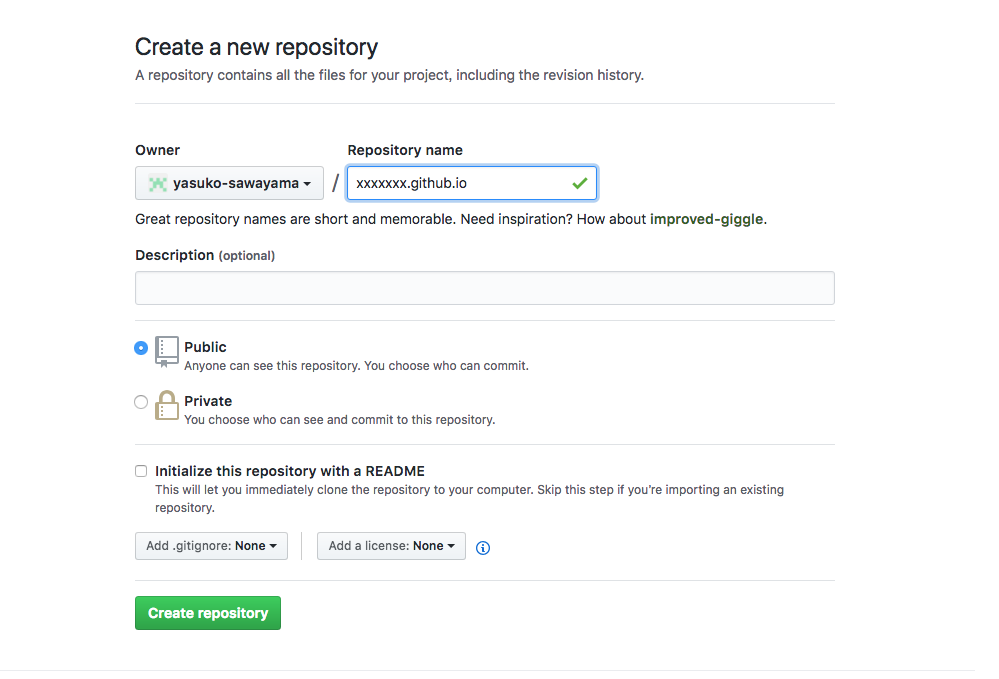 Create a new repository
A repository contains all the files for your project, including the revision history.
Owner
Repository name
yasuko-sawayama / xxxxxxx.github.io
Great repository names are short and memorable. Need inspiration? How about improved-giggle.
Description (optional)
Public
Anyone can see this repository. You choose who can commit.
Private
You choose who can see and commit to this repository.
Initialize this repository with a README
This will let you immediately clone the repository to your computer. Skip this step if you're importing an existing
repository.
Add .gitignore: None
Add a license: None
Create repository